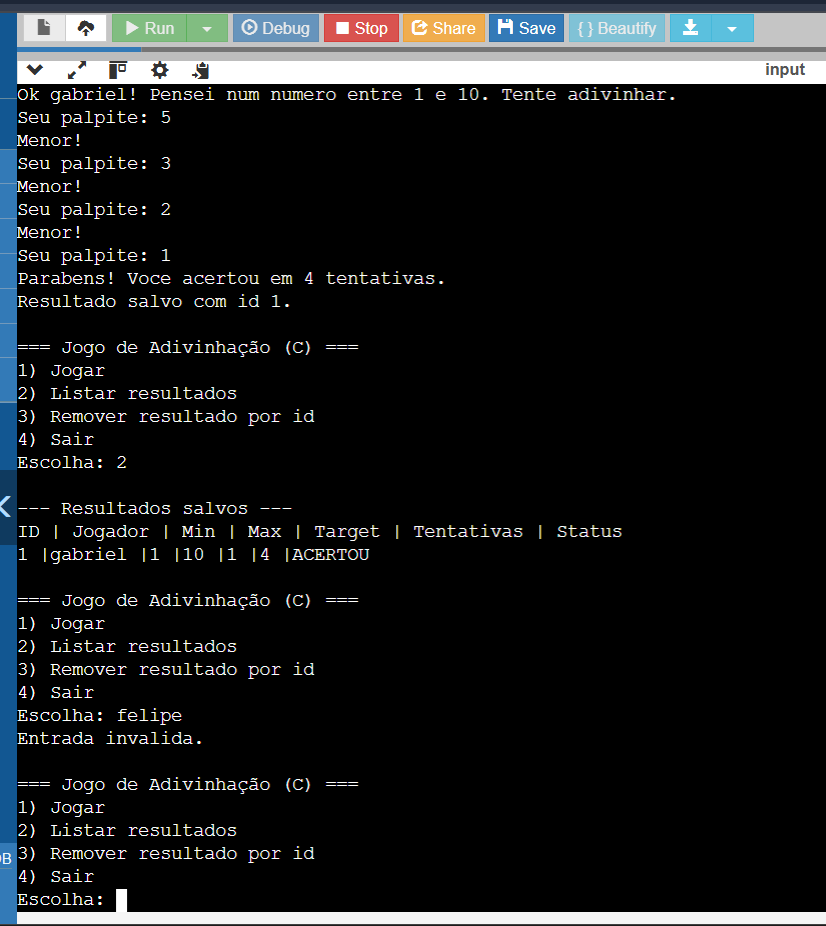 Run Debug Stop Share Save { } Beautify
input
Ok gabriel! Pensei num numero entre 1 e 10. Tente adivinhar.
Seu palpite: 5
Menor!
Seu palpite: 3
Menor!
Seu palpite: 2
Menor!
Seu palpite: 1
Parabens! Voce acertou em 4 tentativas.
Resultado salvo com id 1.
=== Jogo de Adivinhação (C) ===
1) Jogar
2) Listar resultados
3) Remover resultado por id
4) Sair
Escolha: 2
--- Resultados salvos ---
ID | Jogador | Min | Max | Target | Tentativas | Status
1 |gabriel |1 |10 |1 |4 |ACERTOU
=== Jogo de Adivinhação (C) ===
1) Jogar
2) Listar resultados
3) Remover resultado por id
4) Sair
Escolha: felipe
Entrada invalida.
=== Jogo de Adivinhação (C) ===
1) Jogar
2) Listar resultados
3) Remover resultado por id
4) Sair
Escolha: